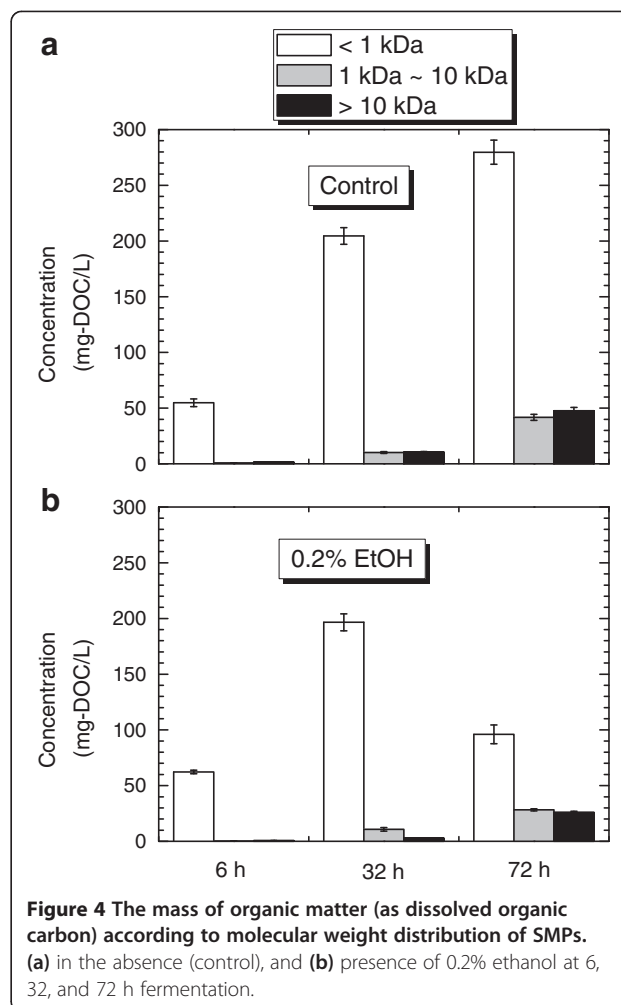 a
< 1 kDa
1 kDa ~ 10 kDa
> 10 kDa
Control
Concentration
(mg-DOC/L)
300
250
200
150
100
50
0
b
0.2% EtOH
Concentration
(mg-DOC/L)
300
250
200
150
100
50
0
6 h
32 h
72 h
Figure 4 The mass of organic matter (as dissolved organic
carbon) according to molecular weight distribution of SMPs.
(a) in the absence (control), and (b) presence of 0.2% ethanol at 6,
32, and 72 h fermentation.